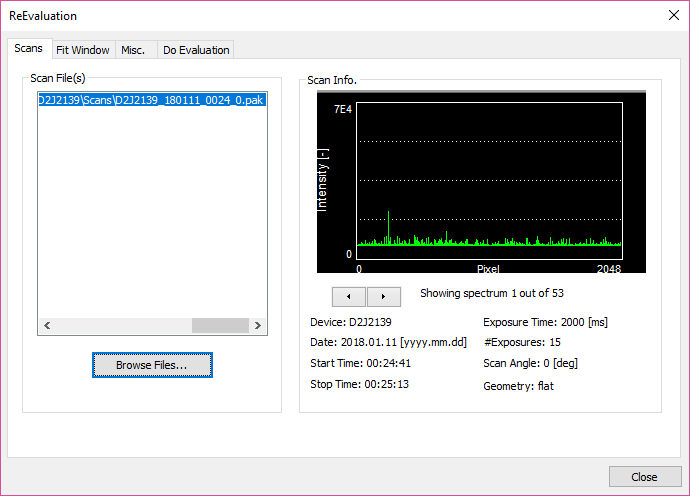 ReEvaluation
Scans Fit Window Misc. Do Evaluation
Scan File(s)
D2J2139\Scans\D2J2139_180111_0024_0.pak
Browse Files...
Scan Info.
7E4
Intensity [-]
0
0 Pixel 2048
Showing spectrum 1 out of 53
Device: D2J2139 Exposure Time: 2000 [ms]
Date: 2018.01.11 [yyyy.mm.dd] #Exposures: 15
Start Time: 00:24:41 Scan Angle: 0 [deg]
Stop Time: 00:25:13 Geometry: flat
Close